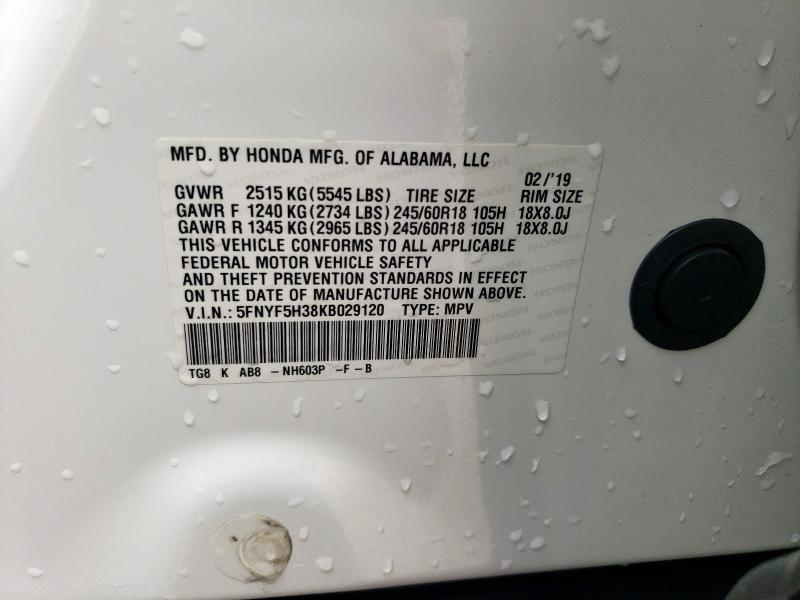 MFD. BY HONDA MFG. OF ALABAMA, LLC
02/'19
GVWR 2515 KG(5545 LBS) TIRE SIZE RIM SIZE
GAWR F 1240 KG(2734 LBS) 245/60R18 105H 18X8.0J
GAWR R 1345 KG(2965 LBS) 245/60R18 105H 18X8.0J
THIS VEHICLE CONFORMS TO ALL APPLICABLE
FEDERAL MOTOR VEHICLE SAFETY
AND THEFT PREVENTION STANDARDS IN EFFECT
ON THE DATE OF MANUFACTURE SHOWN ABOVE.
V.I.N.: 5FNYF5H38KB029120 TYPE: MPV
TG8 K AB8 -NH603P -F-B